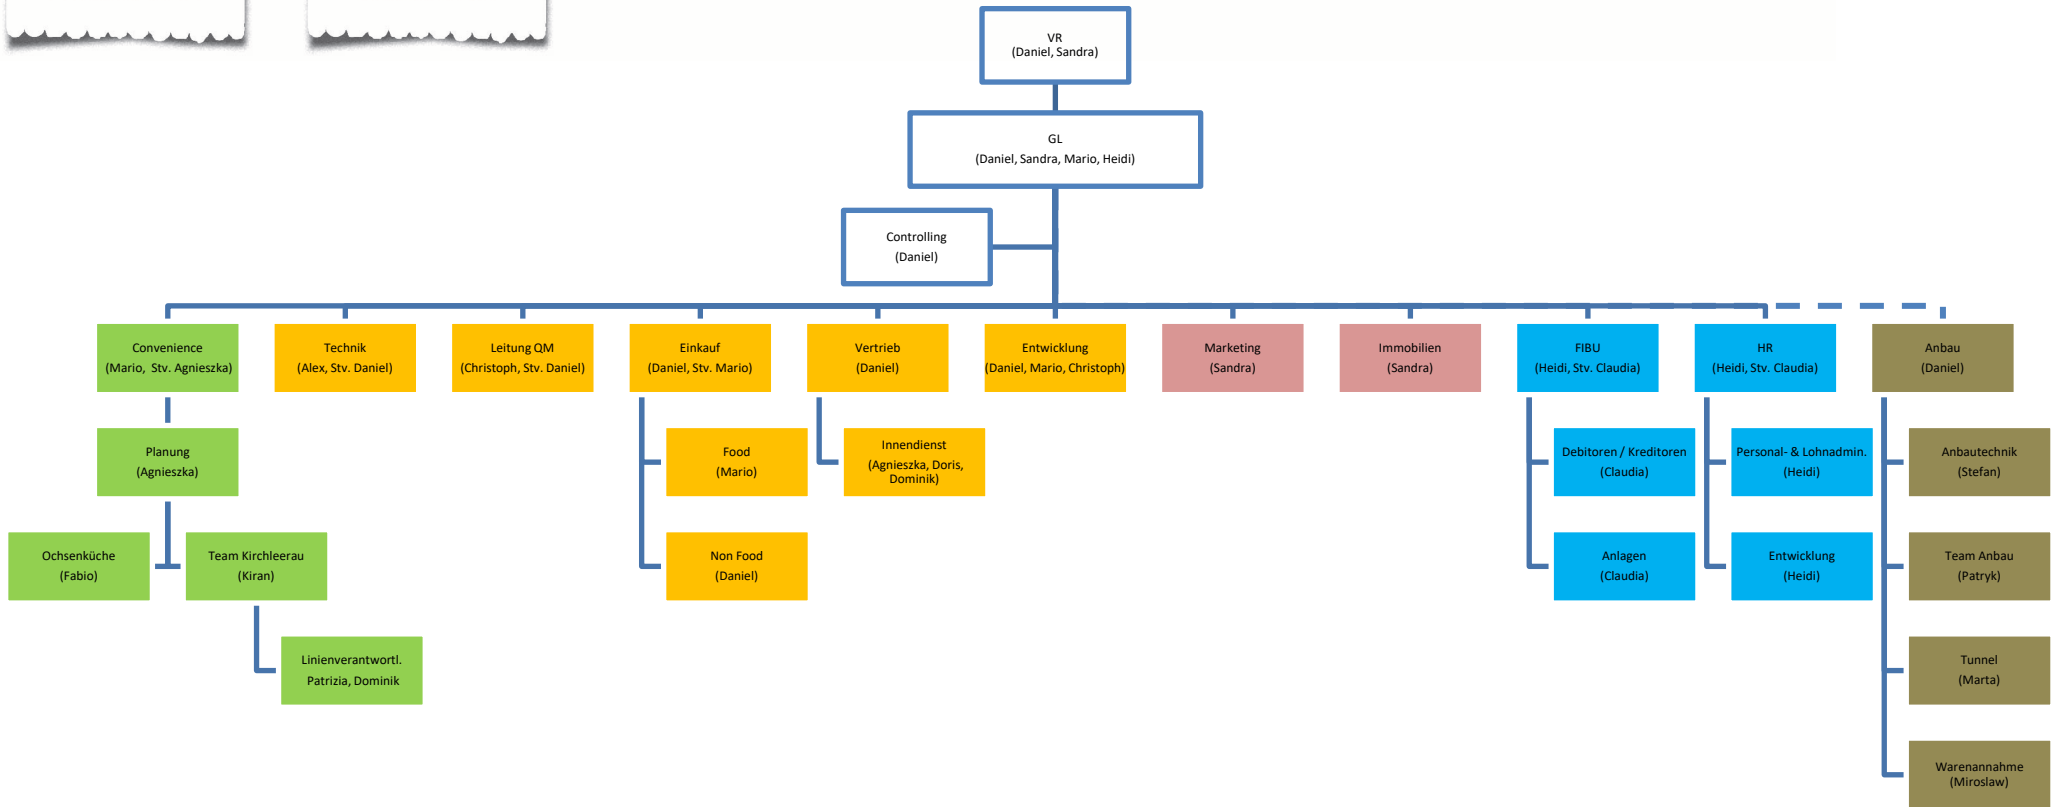 VR
(Daniel, Sandra)
GL
(Daniel, Sandra, Mario, Heidi)
Controlling
(Daniel)
Convenience
(Mario, Stv. Agnieszka)
Technik
(Alex, Stv. Daniel)
Leitung QM
(Christoph, Stv. Daniel)
Einkauf
(Daniel, Stv. Mario)
Vertrieb
(Daniel)
Entwicklung
(Daniel, Mario, Christoph)
Marketing
(Sandra)
Immobilien
(Sandra)
FIBU
(Heidi, Stv. Claudia)
HR
(Heidi, Stv. Claudia)
Anbau
(Daniel)
Planung
(Agnieszka)
Food
(Mario)
Innendienst
(Agnieszka, Doris,
Dominik)
Debitoren / Kreditoren
(Claudia)
Personal- & Lohnadmin.
(Heidi)
Anbautechnik
(Stefan)
Ochsenküche
(Fabio)
Team Kirchleerau
(Kiran)
Non Food
(Daniel)
Anlagen
(Claudia)
Entwicklung
(Heidi)
Team Anbau
(Patryk)
Linienverantwortl.
Patrizia, Dominik
Tunnel
(Marta)
Warenannahme
(Miroslaw)